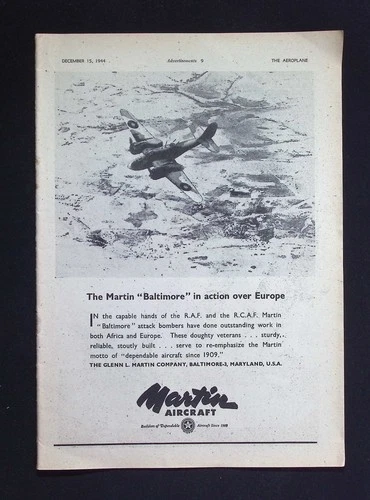 DECEMBER 15, 1944 Advertisements 9 THE AEROPLANE
The Martin "Baltimore" in action over Europe
IN the capable hands of the R.A.F. and the R.C.A.F. Martin
"Baltimore" attack bombers have done outstanding work in
both Africa and Europe. These doughty veterans . . . sturdy, .
reliable, stoutly built . . . serve to re-emphasize the Martin
motto of "dependable aircraft since 1909."
THE GLENN L. MARTIN COMPANY, BALTIMORE-3, MARYLAND, U.S.A.
Martin
AIRCRAFT
Builders of Dependable Aircraft Since 1909